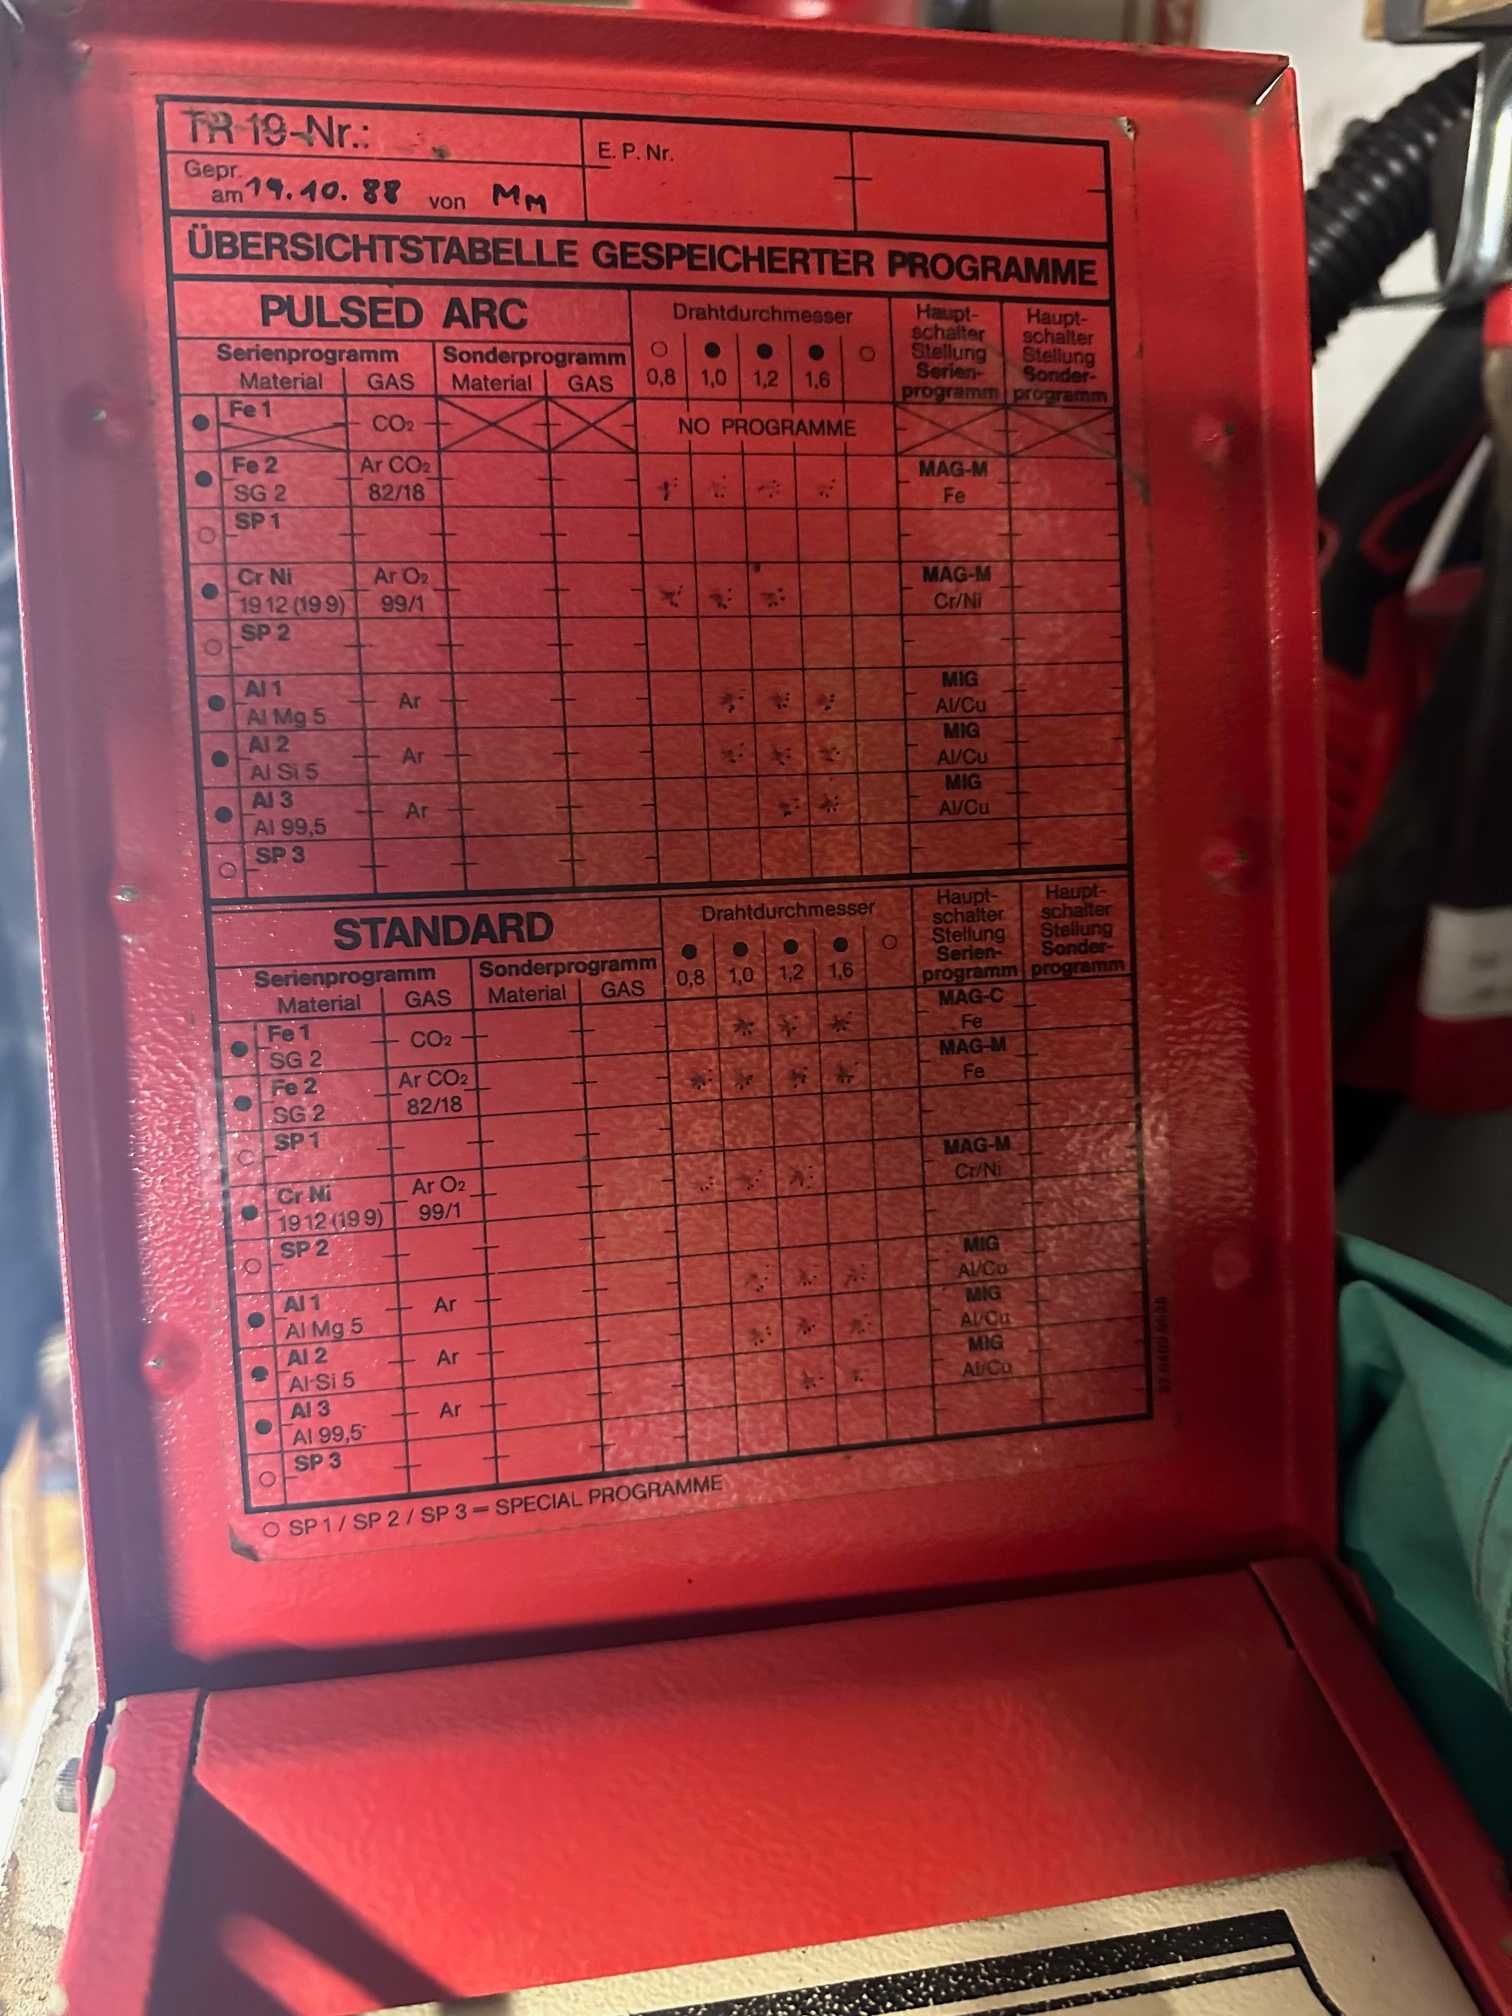 TR 19-Nr.:
E. P. Nr.
Gepr.
am 19.10.88 von MM
ÜBERSICHTSTABELLE GESPEICHERTER PROGRAMME
PULSED ARC
Drahtdurchmesser
Haupt-
schalter
Stellung
Serien-
programm
Haupt-
schalter
Stellung
Sonder-
programm
Serienprogramm Sonderprogramm
Material GAS Material GAS
0,8 1,0 1,2 1,6
Fe 1 CO₂ NO PROGRAMME
Fe 2 Ar CO₂ MAG-M
SG 2 82/18 Fe
SP 1
Cr Ni Ar O₂ MAG-M
19 12 (19 9) 99/1 Cr/Ni
SP 2
Al 1 Ar MIG
Al Mg 5 Al/Cu
Al 2 Ar MIG
Al Si 5 Al/Cu
Al 3 Ar MIG
Al 99,5 Al/Cu
SP 3
STANDARD
Drahtdurchmesser
Haupt-
schalter
Stellung
Serien-
programm
Haupt-
schalter
Stellung
Sonder-
programm
Serienprogramm Sonderprogramm
Material GAS Material GAS
0,8 1,0 1,2 1,6
Fe 1 CO₂ MAG-C
SG 2 Fe
Fe 2 Ar CO₂ MAG-M
SG 2 82/18 Fe
SP 1
Cr Ni Ar O₂ MAG-M
19 12 (19 9) 99/1 Cr/Ni
SP 2
Al 1 Ar MIG
Al Mg 5 Al/Cu
Al 2 Ar MIG
Al Si 5 Al/Cu
Al 3 Ar MIG
Al 99,5 Al/Cu
SP 3
SP 1 / SP 2 / SP 3 = SPECIAL PROGRAMME